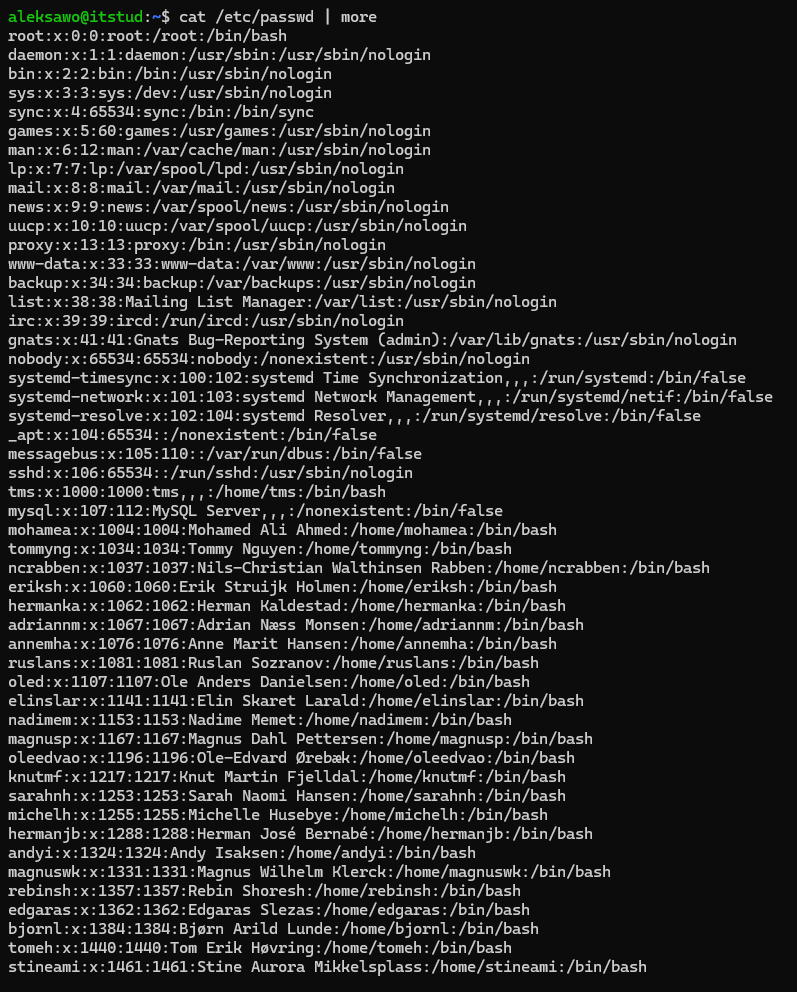 aleksawo@itstud:~$ cat /etc/passwd | more
root:x:0:0:root:/root:/bin/bash
daemon:x:1:1:daemon:/usr/sbin:/usr/sbin/nologin
bin:x:2:2:bin:/bin:/usr/sbin/nologin
sys:x:3:3:sys:/dev:/usr/sbin/nologin
sync:x:4:65534:sync:/bin:/bin/sync
games:x:5:60:games:/usr/games:/usr/sbin/nologin
man:x:6:12:man:/var/cache/man:/usr/sbin/nologin
lp:x:7:7:lp:/var/spool/lpd:/usr/sbin/nologin
mail:x:8:8:mail:/var/mail:/usr/sbin/nologin
news:x:9:9:news:/var/spool/news:/usr/sbin/nologin
uucp:x:10:10:uucp:/var/spool/uucp:/usr/sbin/nologin
proxy:x:13:13:proxy:/bin:/usr/sbin/nologin
www-data:x:33:33:www-data:/var/www:/usr/sbin/nologin
backup:x:34:34:backup:/var/backups:/usr/sbin/nologin
list:x:38:38:Mailing List Manager:/var/list:/usr/sbin/nologin
irc:x:39:39:ircd:/run/ircd:/usr/sbin/nologin
gnats:x:41:41:Gnats Bug-Reporting System (admin):/var/lib/gnats:/usr/sbin/nologin
nobody:x:65534:65534:nobody:/nonexistent:/usr/sbin/nologin
systemd-timesync:x:100:102:systemd Time Synchronization,,,:/run/systemd:/bin/false
systemd-network:x:101:103:systemd Network Management,,,:/run/systemd/netif:/bin/false
systemd-resolve:x:102:104:systemd Resolver,,,:/run/systemd/resolve:/bin/false
_apt:x:104:65534::/nonexistent:/bin/false
messagebus:x:105:110::/var/run/dbus:/bin/false
sshd:x:106:65534::/run/sshd:/usr/sbin/nologin
tms:x:1000:1000:tms,,,:/home/tms:/bin/bash
mysql:x:107:112:MySQL Server,,,:/nonexistent:/bin/false
mohamea:x:1004:1004:Mohamed Ali Ahmed:/home/mohamea:/bin/bash
tommyng:x:1034:1034:Tommy Nguyen:/home/tommyng:/bin/bash
ncrabben:x:1037:1037:Nils-Christian Walthinsen Rabben:/home/ncrabben:/bin/bash
eriksh:x:1060:1060:Erik Struijk Holmen:/home/eriksh:/bin/bash
hermanka:x:1062:1062:Herman Kaldestad:/home/hermanka:/bin/bash
adriannm:x:1067:1067:Adrian Næss Monsen:/home/adriannm:/bin/bash
annemha:x:1076:1076:Anne Marit Hansen:/home/annemha:/bin/bash
ruslans:x:1081:1081:Ruslan Sozranov:/home/ruslans:/bin/bash
oled:x:1107:1107:Ole Anders Danielsen:/home/oled:/bin/bash
elinslar:x:1141:1141:Elin Skaret Larald:/home/elinslar:/bin/bash
nadimem:x:1153:1153:Nadime Memet:/home/nadimem:/bin/bash
magnusp:x:1167:1167:Magnus Dahl Pettersen:/home/magnusp:/bin/bash
oleedvao:x:1196:1196:Ole-Edvard Ørebæk:/home/oleedvao:/bin/bash
knutmf:x:1217:1217:Knut Martin Fjelldal:/home/knutmf:/bin/bash
sarahnh:x:1253:1253:Sarah Naomi Hansen:/home/sarahnh:/bin/bash
michelh:x:1255:1255:Michelle Husebye:/home/michelh:/bin/bash
hermanjb:x:1288:1288:Herman José Bernabé:/home/hermanjb:/bin/bash
andyi:x:1324:1324:Andy Isaksen:/home/andyi:/bin/bash
magnuswk:x:1331:1331:Magnus Wilhelm Klerck:/home/magnuswk:/bin/bash
rebinsh:x:1357:1357:Rebin Shoresh:/home/rebinsh:/bin/bash
edgaras:x:1362:1362:Edgaras Slezas:/home/edgaras:/bin/bash
bjornl:x:1384:1384:Bjørn Arild Lunde:/home/bjornl:/bin/bash
tomeh:x:1440:1440:Tom Erik Høvring:/home/tomeh:/bin/bash
stineami:x:1461:1461:Stine Aurora Mikkelsplass:/home/stineami:/bin/bash